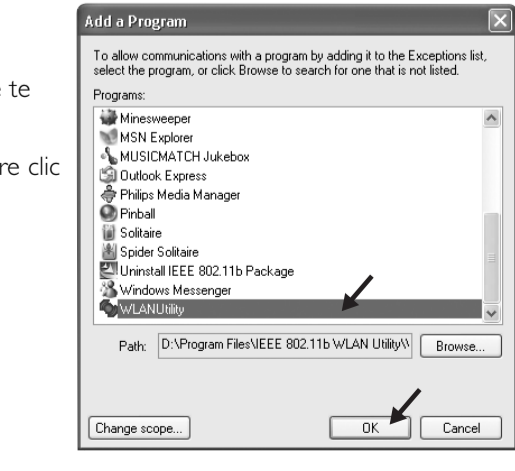 Add a Program
To allow communications with a program by adding it to the Exceptions list,
select the program, or click Browse to search for one that is not listed.
te
Programs:
Minesweeper
MSN Explorer
MUSICMATCH Jukebox
re clic
Outlook Express
Philips Media Manager
Pinball
Solitaire
Spider Solitaire
Uninstall IEEE 802.11b Package
Windows Messenger
WLANUtility
Path: D:\Program Files\IEEE 802.11b WLAN Utility\\ Browse...
Change scope... OK Cancel